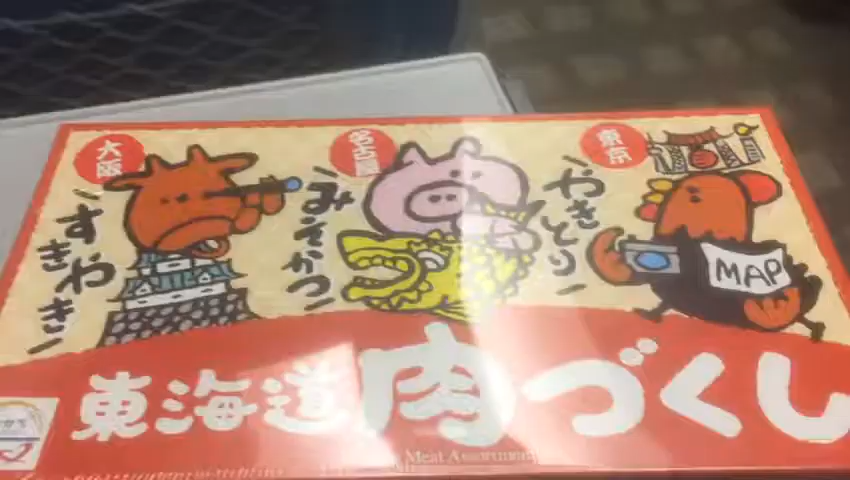 大阪
すきやき
名古屋
みそかつ
東京
やきとり
MAP
東海道肉づくし
Meat Assortment